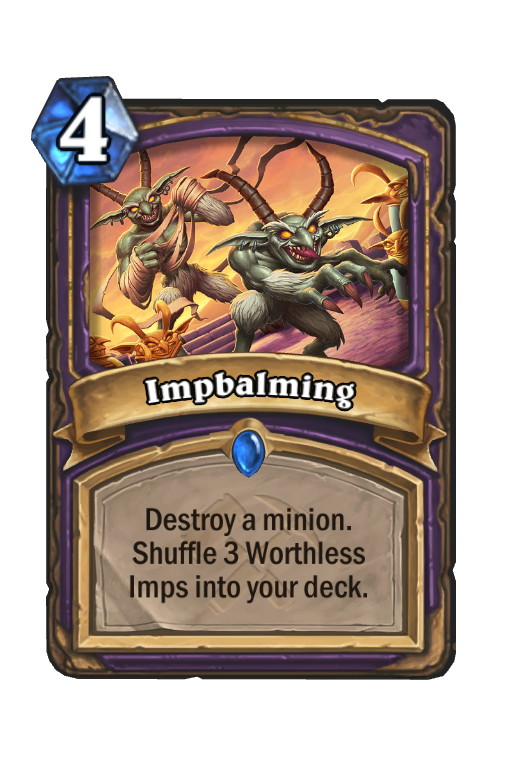 4
Impbalming
Destroy a minion.
Shuffle 3 Worthless
Imps into your deck.